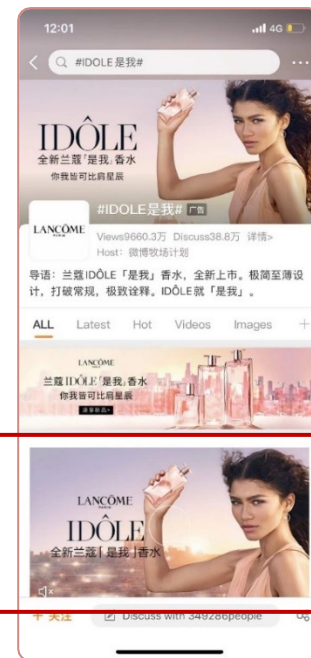 12:01
4G
#IDOLE是我#
IDÔLE
全新兰蔻「是我」香水
你我皆可比肩星辰
#IDOLE是我# 广告
LANCÔME
PARIS
Views9660.3万 Discuss38.8万 详情>
Host: 微博牧场计划
导语: 兰蔻IDÔLE「是我」香水，全新上市。极简至薄设
计，打破常规，极致诠释。IDÔLE就「是我」。
ALL Latest Hot Videos Images
LANCÔME
兰蔻IDÔLE「是我」香水
你我皆可比肩星辰
LANCÔME
PARIS
IDÔLE
全新兰蔻「是我」香水
+ 关注
Discuss with 349286people